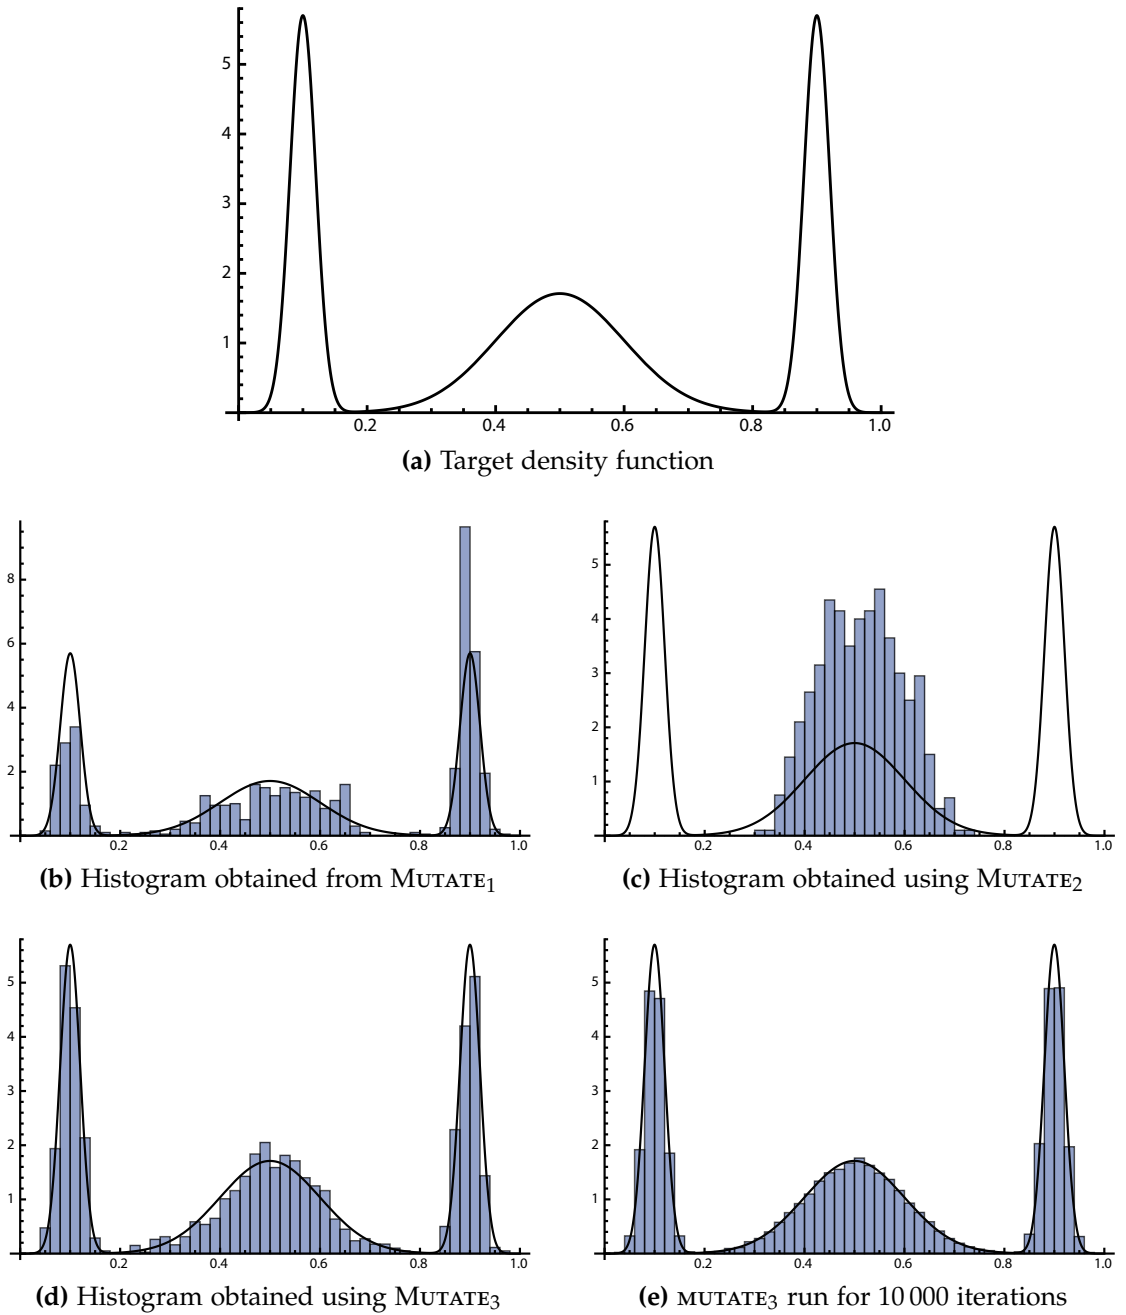 5
4
3
2
1
0.2 0.4 0.6 0.8 1.0
(a) Target density function
8
6
4
2
0.2 0.4 0.6 0.8 1.0
(b) Histogram obtained from MUTATE₁
5
4
3
2
1
0.2 0.4 0.6 0.8 1.0
(c) Histogram obtained using MUTATE₂
5
4
3
2
1
0.2 0.4 0.6 0.8 1.0
(d) Histogram obtained using MUTATE₃
5
4
3
2
1
0.2 0.4 0.6 0.8 1.0
(e) MUTATE₃ run for 10 000 iterations